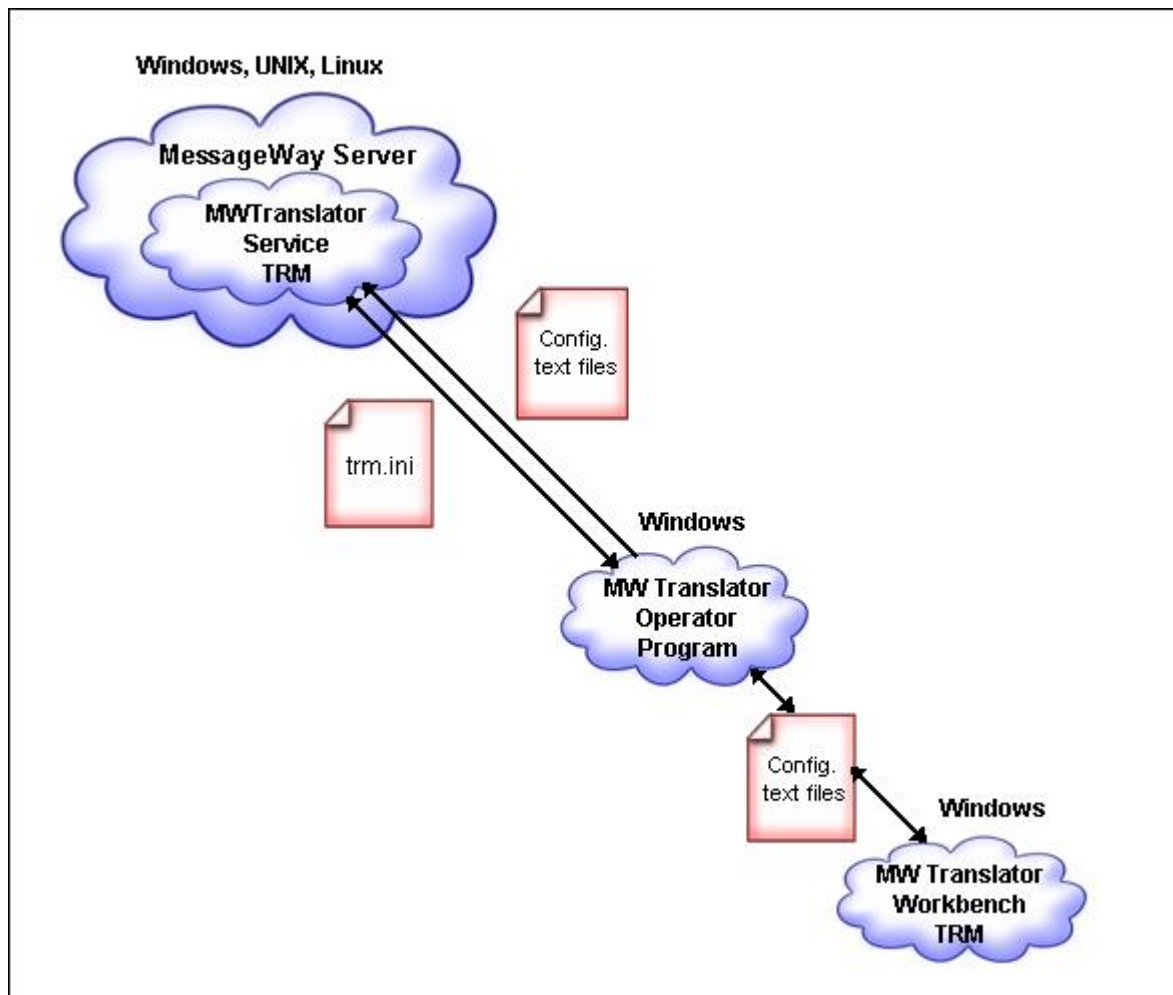 Windows, UNIX, Linux
MessageWay Server
MWTranslator
Service
TRM
Config.
text files
trm.ini
Windows
MW Translator
Operator
Program
Config.
text files
Windows
MW Translator
Workbench
TRM